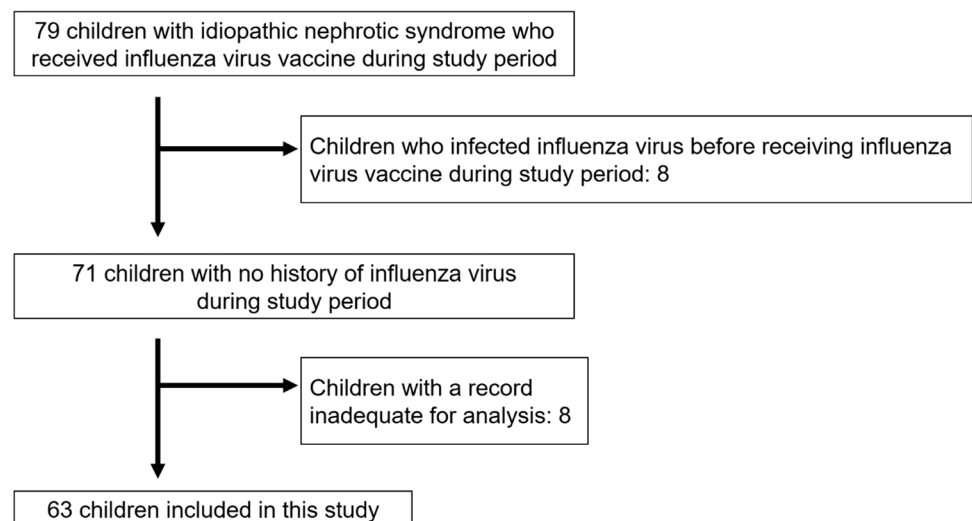 79 children with idiopathic nephrotic syndrome who
received influenza virus vaccine during study period
Children who infected influenza virus before receiving influenza
virus vaccine during study period: 8
71 children with no history of influenza virus
during study period
Children with a record
inadequate for analysis: 8
63 children included in this study